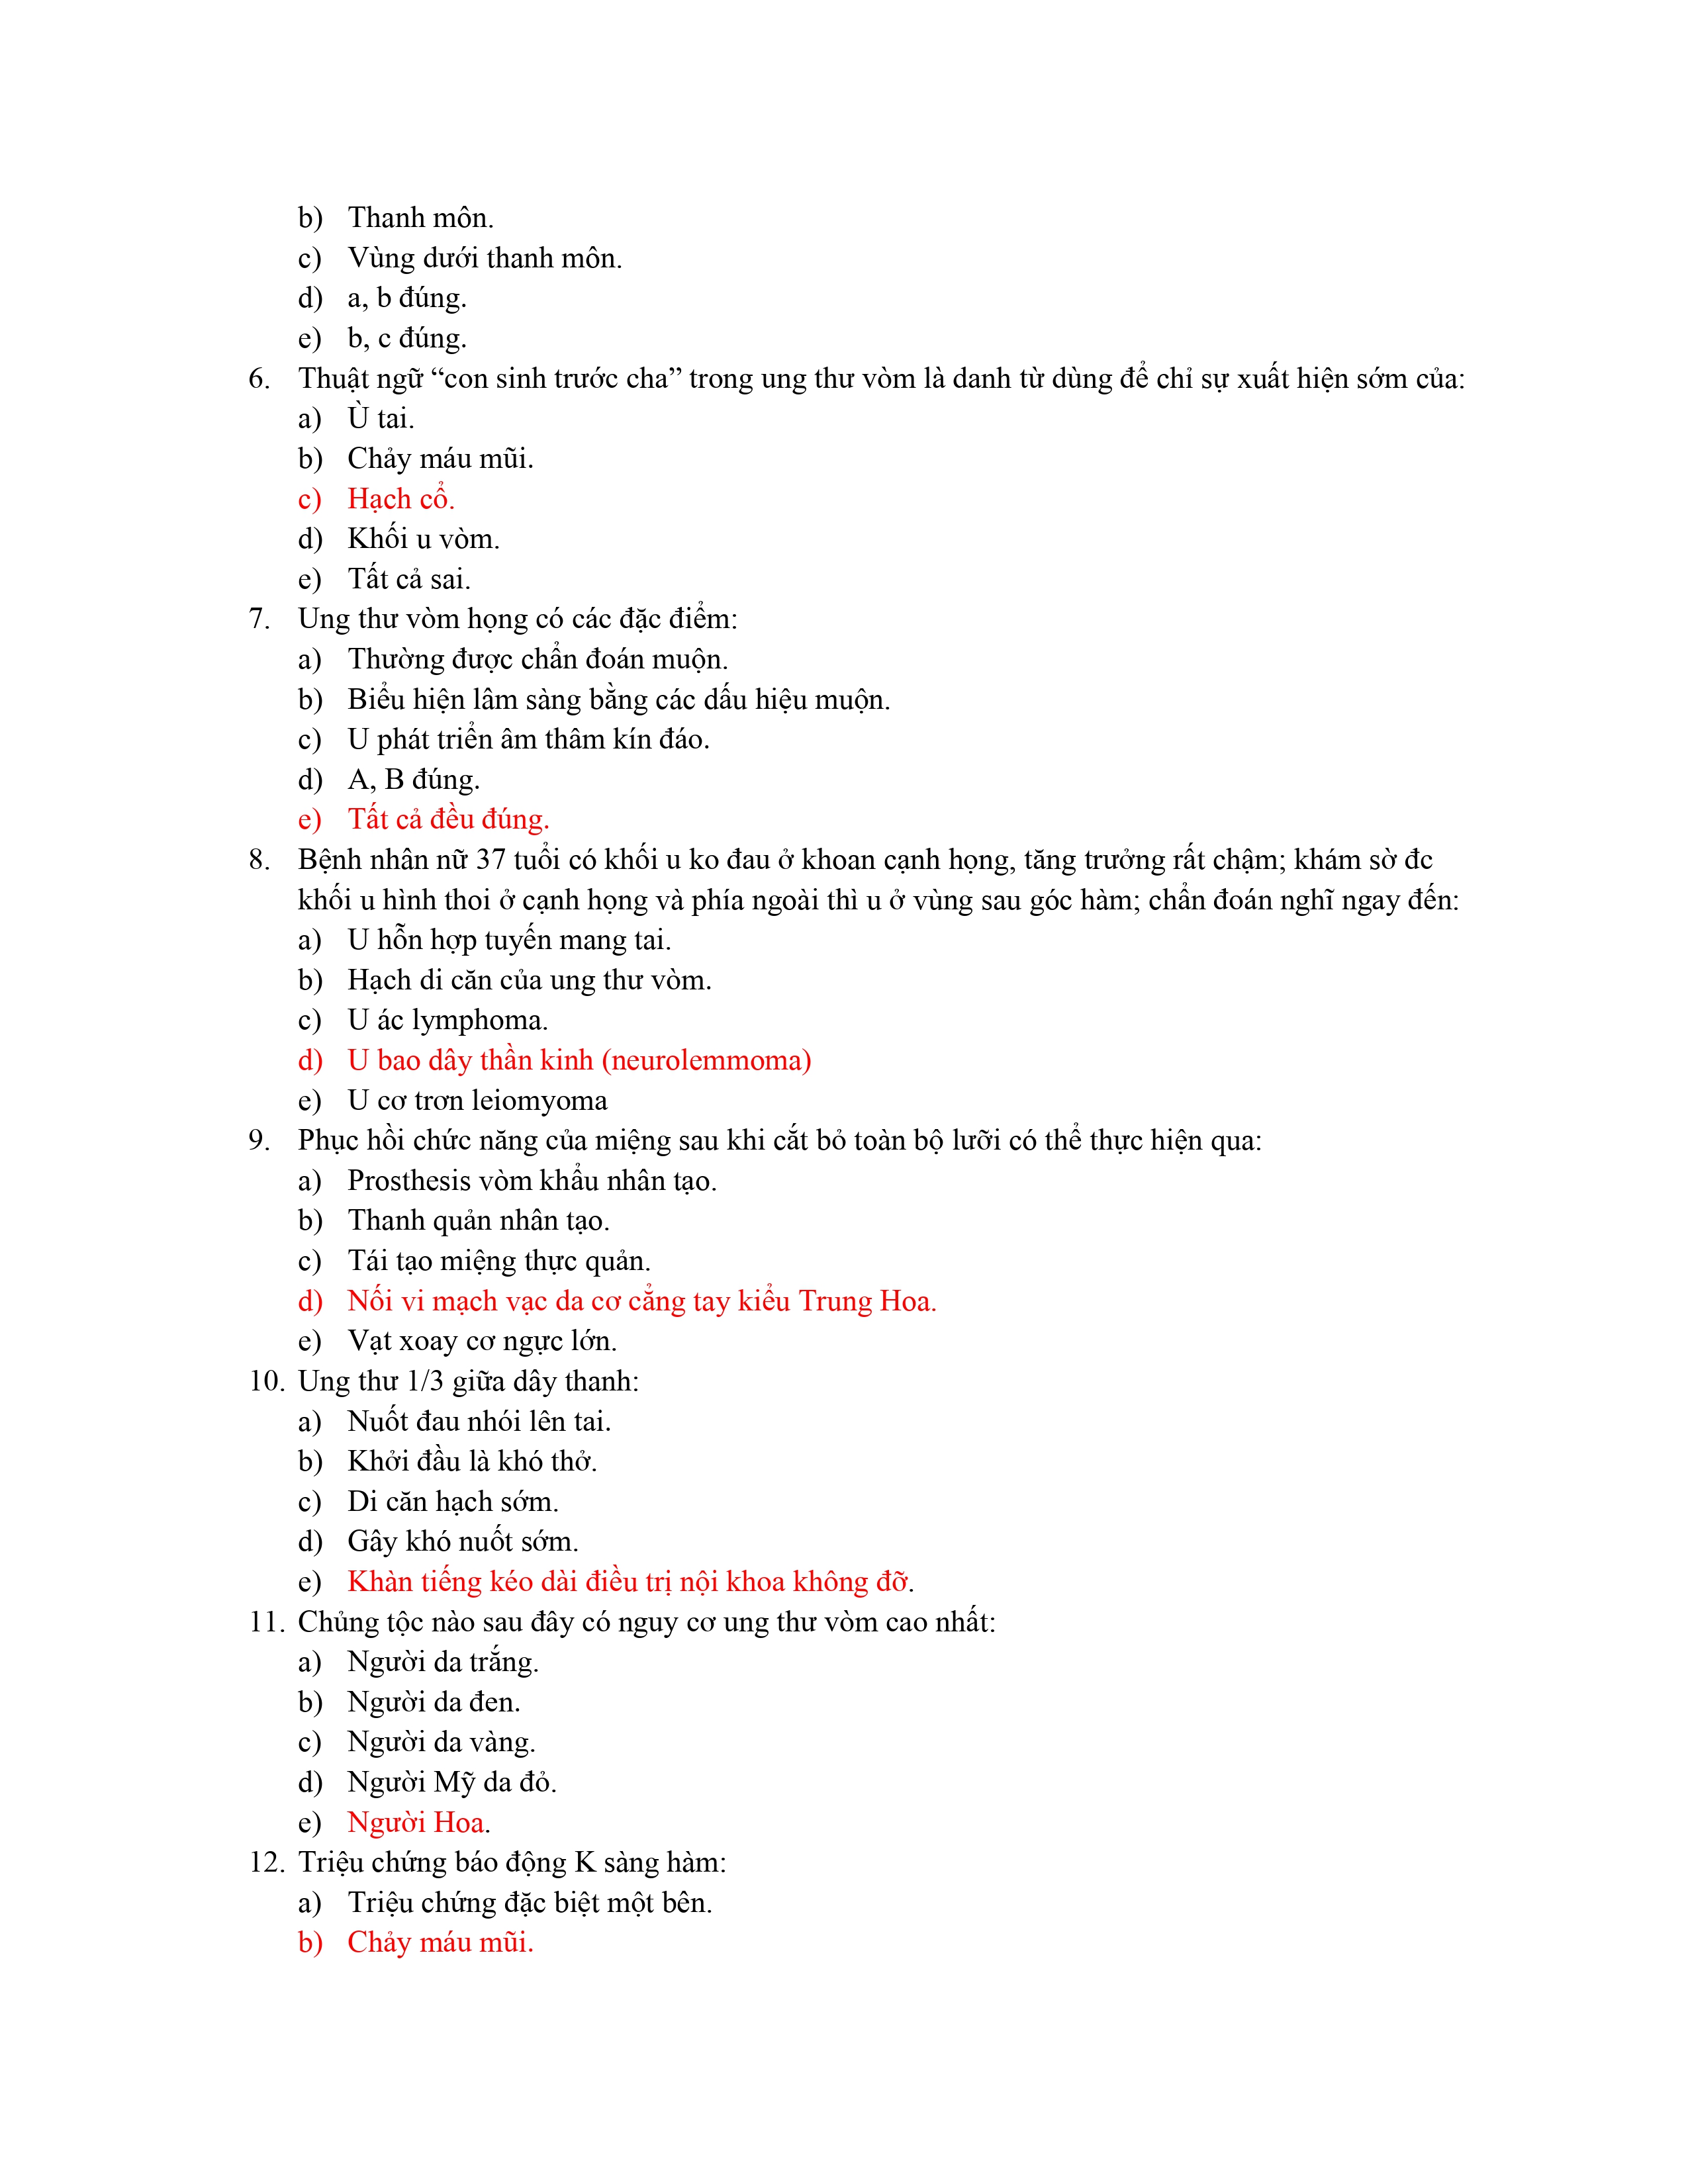 b) Thanh môn.
c) Vùng dưới thanh môn.
d) a, b đúng.
e) b, c đúng.
6. Thuật ngữ “con sinh trước cha” trong ung thư vòm là danh từ dùng để chỉ sự xuất hiện sớm của:
a) Ù tai.
b) Chảy máu mũi.
c) Hạch cổ.
d) Khối u vòm.
e) Tất cả sai.
7. Ung thư vòm họng có các đặc điểm:
a) Thường được chẩn đoán muộn.
b) Biểu hiện lâm sàng bằng các dấu hiệu muộn.
c) U phát triển âm thâm kín đáo.
d) A, B đúng.
e) Tất cả đều đúng.
8. Bệnh nhân nữ 37 tuổi có khối u ko đau ở khoan cạnh họng, tăng trưởng rất chậm; khám sờ đc
khối u hình thoi ở cạnh họng và phía ngoài thì u ở vùng sau góc hàm; chẩn đoán nghĩ ngay đến:
a) U hỗn hợp tuyến mang tai.
b) Hạch di căn của ung thư vòm.
c) U ác lymphoma.
d) U bao dây thần kinh (neurolemmoma)
e) U cơ trơn leiomyoma
9. Phục hồi chức năng của miệng sau khi cắt bỏ toàn bộ lưỡi có thể thực hiện qua:
a) Prosthesis vòm khẩu nhân tạo.
b) Thanh quản nhân tạo.
c) Tái tạo miệng thực quản.
d) Nối vi mạch vạc da cơ cẳng tay kiểu Trung Hoa.
e) Vạt xoay cơ ngực lớn.
10. Ung thư 1/3 giữa dây thanh:
a) Nuốt đau nhói lên tai.
b) Khởi đầu là khó thở.
c) Di căn hạch sớm.
d) Gây khó nuốt sớm.
e) Khàn tiếng kéo dài điều trị nội khoa không đỡ.
11. Chủng tộc nào sau đây có nguy cơ ung thư vòm cao nhất:
a) Người da trắng.
b) Người da đen.
c) Người da vàng.
d) Người Mỹ da đỏ.
e) Người Hoa.
12. Triệu chứng báo động K sàng hàm:
a) Triệu chứng đặc biệt một bên.
b) Chảy máu mũi.